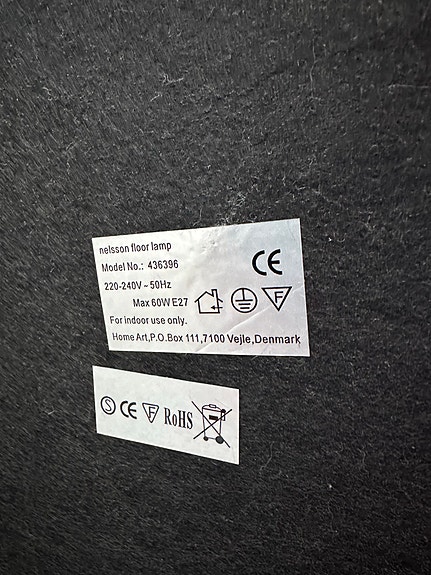 nelsson floor lamp
Model No.: 436396
CE
220-240V ~ 50Hz
Max 60W E27
F
For indoor use only.
Home Art,P.O.Box 111,7100 Vejle,Denmark
S CE F RoHS